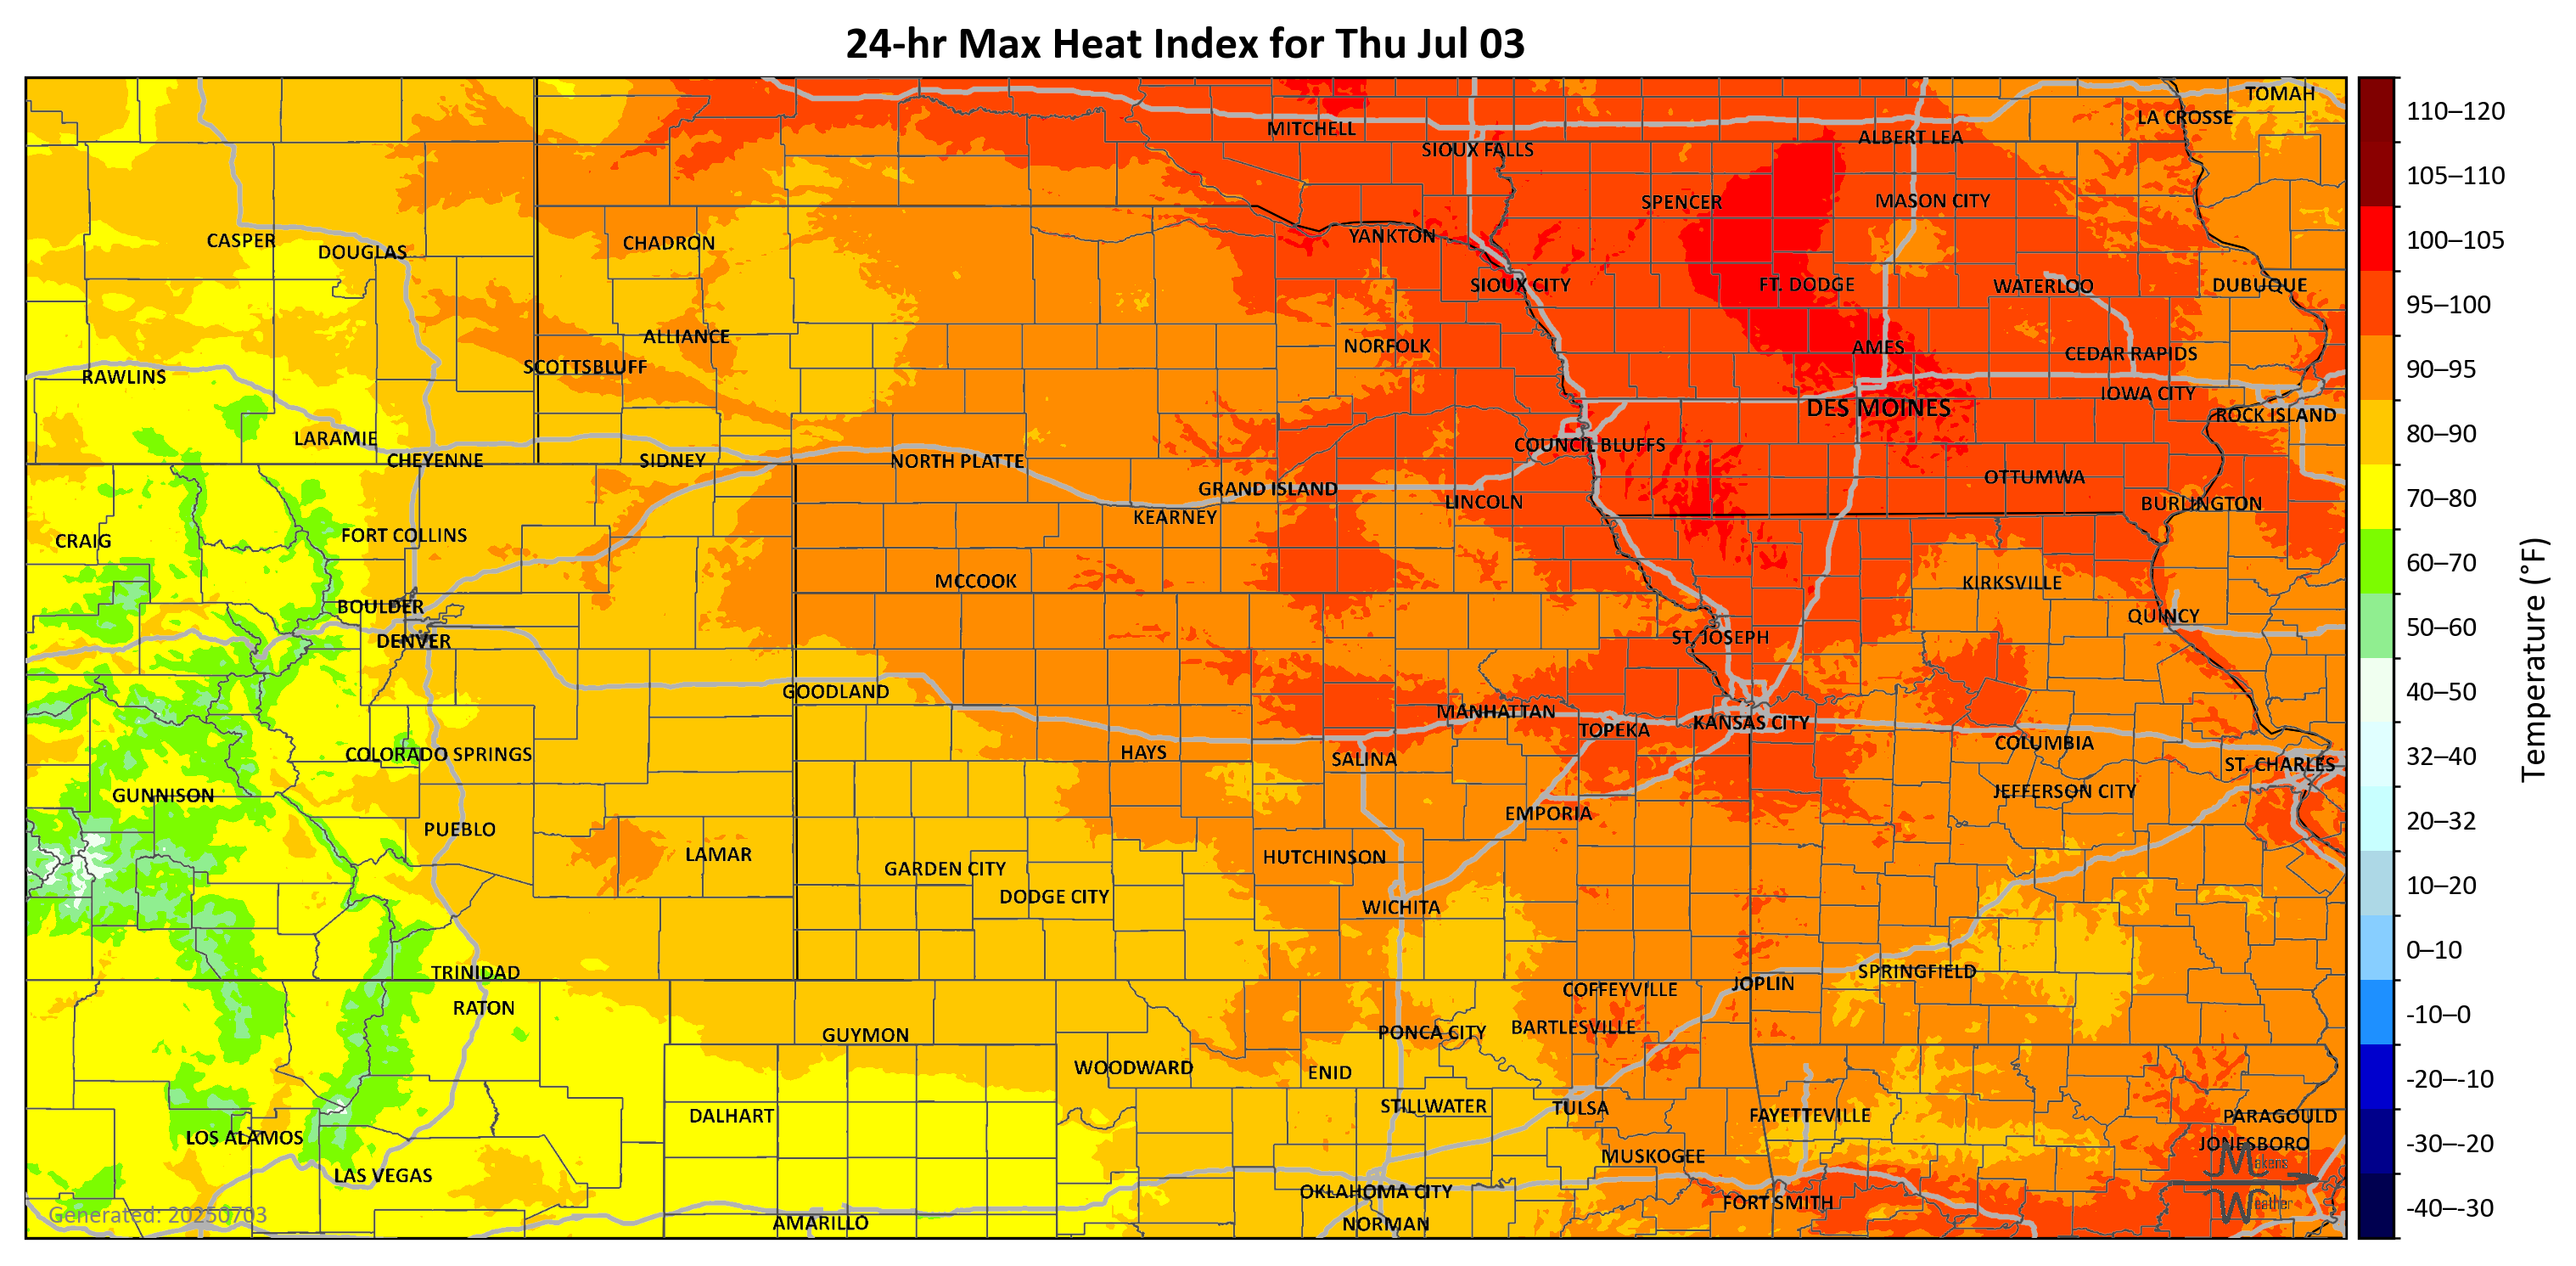 24-hr Max Heat Index for Thu Jul 03
TOMAH
LA CROSSE
MITCHELL
ALBERT LEA
SIOUX FALLS
SPENCER
MASON CITY
CASPER
DOUGLAS
CHADRON
YANKTON
SIOUX CITY
FT. DODGE
WATERLOO
DUBUQUE
ALLIANCE
NORFOLK
AMES
CEDAR RAPIDS
SCOTTSBLUFF
RAWLINS
IOWA CITY
DES MOINES
ROCK ISLAND
LARAMIE
COUNCIL BLUFFS
CHEYENNE
SIDNEY
NORTH PLATTE
OTTUMWA
GRAND ISLAND
LINCOLN
BURLINGTON
KEARNEY
FORT COLLINS
CRAIG
MCCOOK
KIRKSVILLE
BOULDER
QUINCY
DENVER
ST. JOSEPH
GOODLAND
MANHATTAN
TOPEKA
KANSAS CITY
COLUMBIA
COLORADO SPRINGS
HAYS
SALINA
ST. CHARLES
GUNNISON
JEFFERSON CITY
EMPORIA
PUEBLO
LAMAR
HUTCHINSON
GARDEN CITY
DODGE CITY
WICHITA
TRINIDAD
SPRINGFIELD
JOPLIN
COFFEYVILLE
RATON
GUYMON
PONCA CITY
BARTLESVILLE
WOODWARD
ENID
STILLWATER
TULSA
DALHART
FAYETTEVILLE
PARAGOULD
LOS ALAMOS
JONESBORO
MUSKOGEE
LAS VEGAS
OKLAHOMA CITY
FORT SMITH
AMARILLO
NORMAN
Generated: 20250703
Makens
Weather
110–120
105–110
100–105
95–100
90–95
80–90
70–80
60–70
50–60
40–50
32–40
20–32
10–20
0–10
-10–0
-20–-10
-30–-20
-40–-30
Temperature (°F)